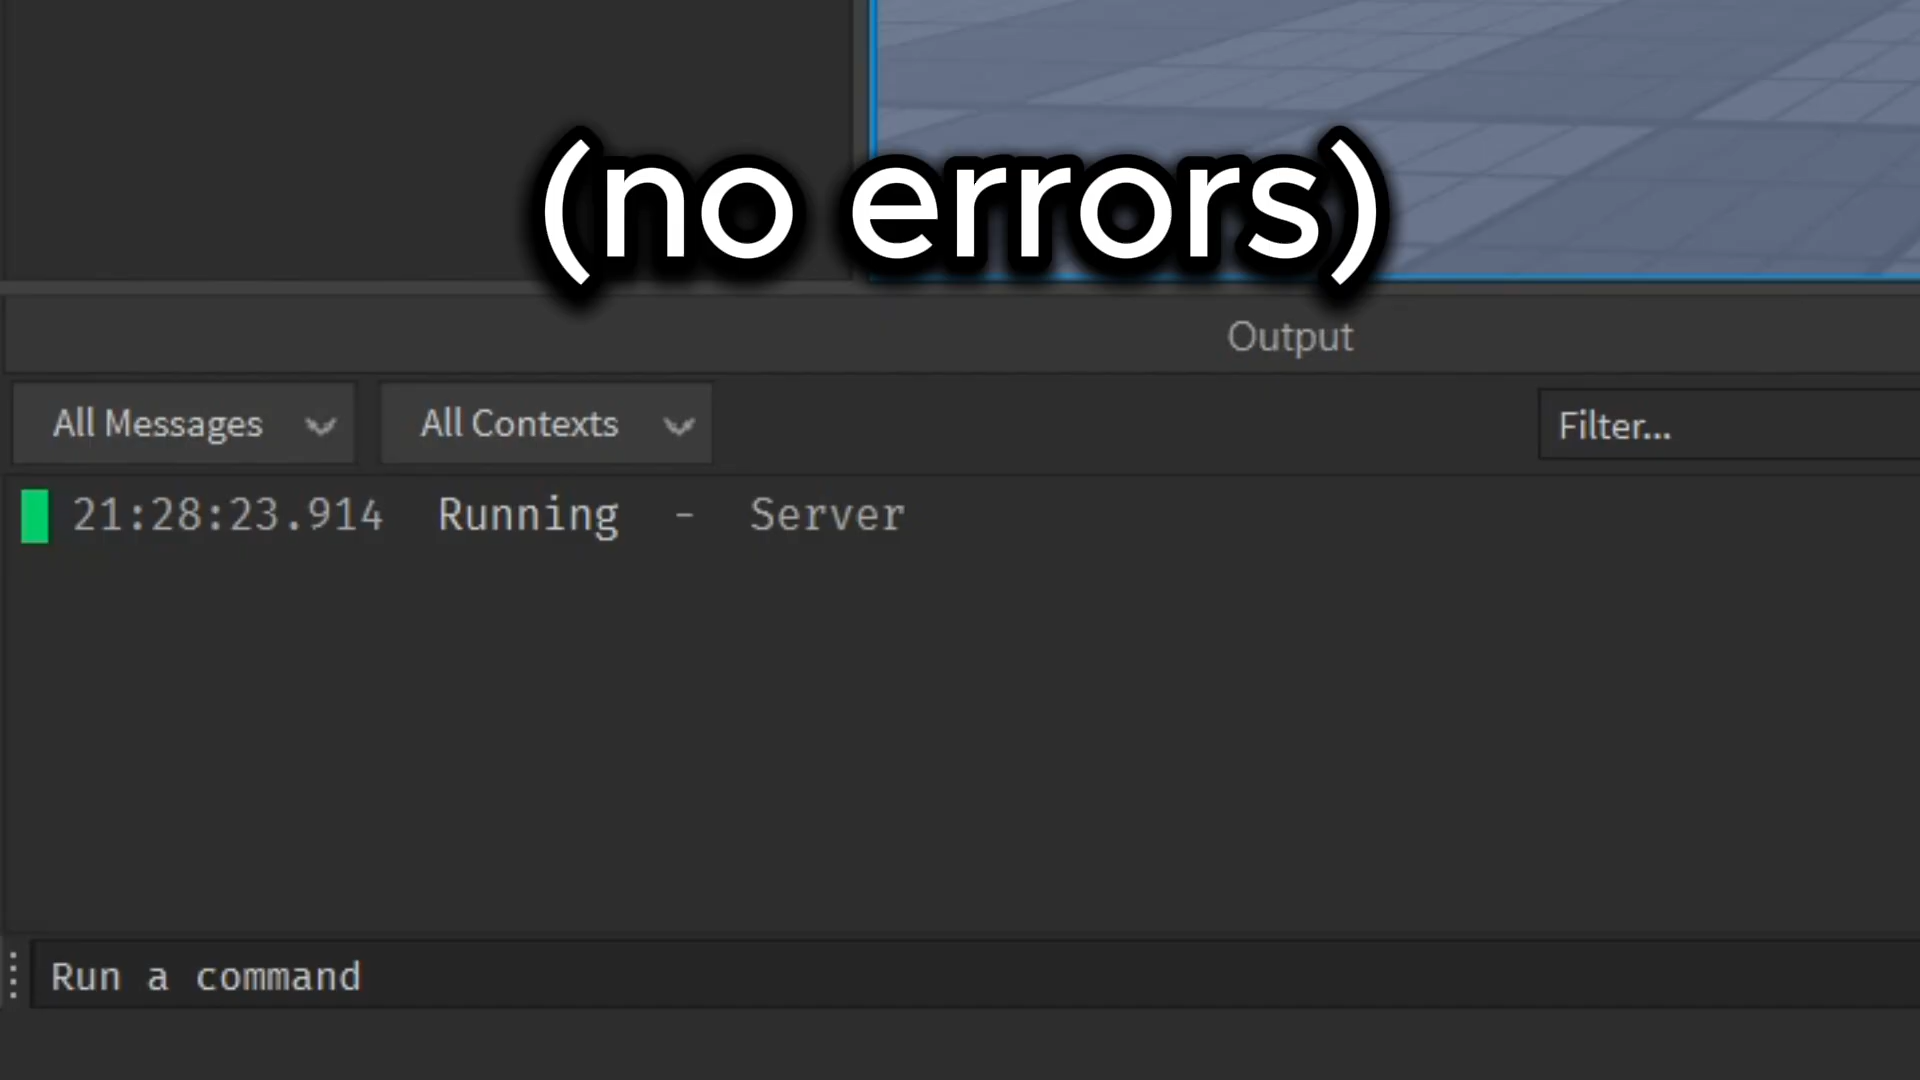 (no errors)
Output
All Messages All Contexts Filter...
21:28:23.914 Running - Server
Run a command